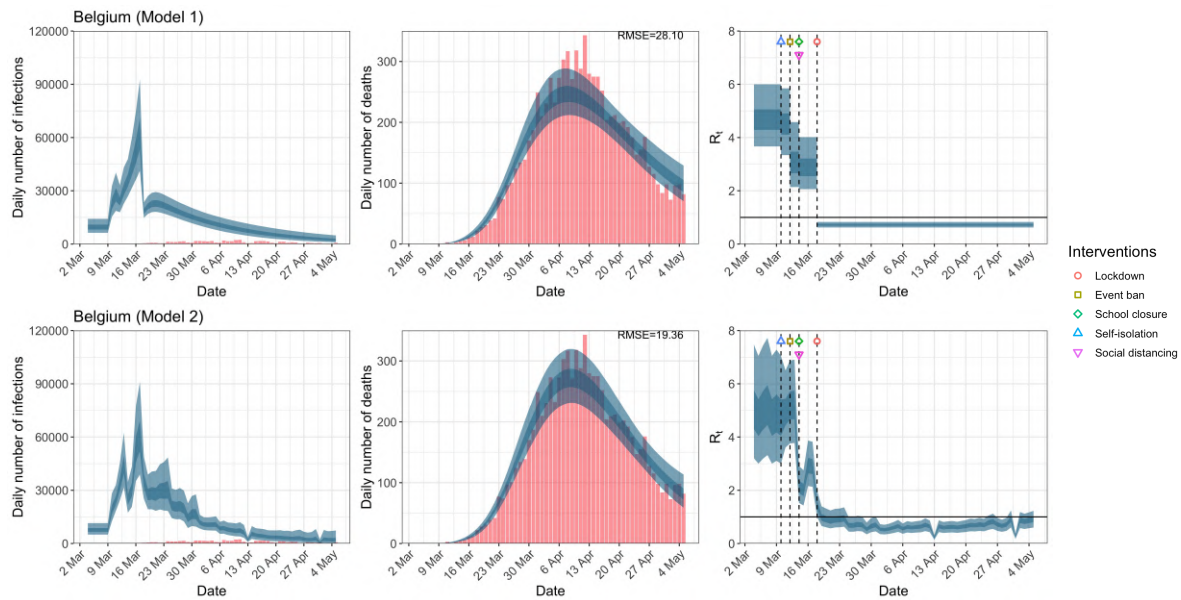 Belgium (Model 1)
Daily number of infections
120000
90000
60000
30000
0
2 Mar
9 Mar
16 Mar
23 Mar
30 Mar
6 Apr
13 Apr
20 Apr
27 Apr
4 May
Date
Daily number of deaths
RMSE=28.10
300
200
100
0
2 Mar
9 Mar
16 Mar
23 Mar
30 Mar
6 Apr
13 Apr
20 Apr
27 Apr
4 May
Date
Rt
8
6
4
2
0
2 Mar
9 Mar
16 Mar
23 Mar
30 Mar
6 Apr
13 Apr
20 Apr
27 Apr
4 May
Date
Belgium (Model 2)
Daily number of infections
120000
90000
60000
30000
0
2 Mar
9 Mar
16 Mar
23 Mar
30 Mar
6 Apr
13 Apr
20 Apr
27 Apr
4 May
Date
Daily number of deaths
RMSE=19.36
300
200
100
0
2 Mar
9 Mar
16 Mar
23 Mar
30 Mar
6 Apr
13 Apr
20 Apr
27 Apr
4 May
Date
Rt
8
6
4
2
0
2 Mar
9 Mar
16 Mar
23 Mar
30 Mar
6 Apr
13 Apr
20 Apr
27 Apr
4 May
Date
Interventions
Lockdown
Event ban
School closure
Self-isolation
Social distancing